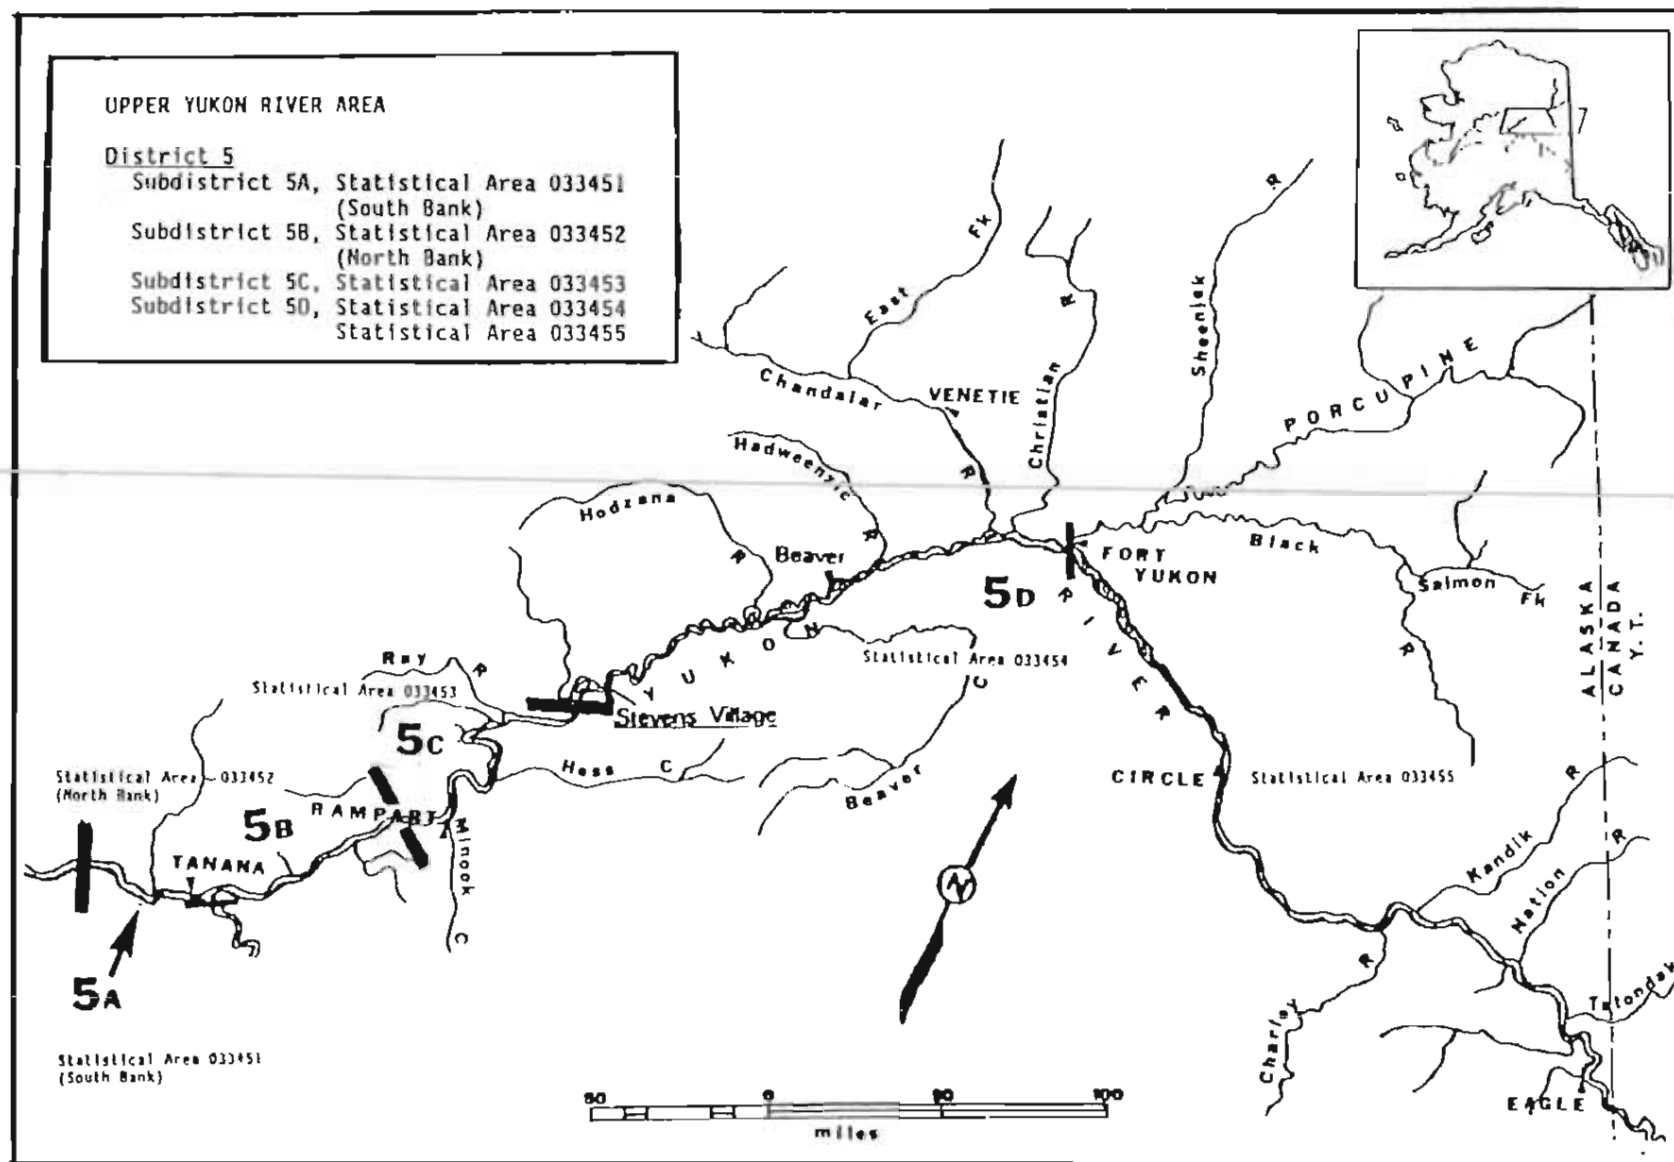 UPPER YUKON RIVER AREA
District 5
Subdistrict 5A, Statistical Area 033451
(South Bank)
Subdistrict 5B, Statistical Area 033452
(North Bank)
Subdistrict 5C, Statistical Area 033453
Subdistrict 5D, Statistical Area 033454
Statistical Area 033455
East Fk
Chandalar R
VENETIE
Christian R
Sheenjek R
PORCUPINE
Hadweenzic R
Hodzana R
Beaver
FORT
YUKON
Black R
Salmon Fk
5D
YUKON RIVER
Statistical Area 033454
Ray R
Statistical Area 033453
Stevens Village
5C
Hess C
Beaver C
ALASKA
CANADA
Y.T.
Statistical Area 033452
(North Bank)
RAMPART
5B
Minook C
TANANA
CIRCLE
Statistical Area 033455
Kandik R
Nation R
N
5A
Charley R
Tatonduk
Statistical Area 033451
(South Bank)
EAGLE
50 0 50 100
miles